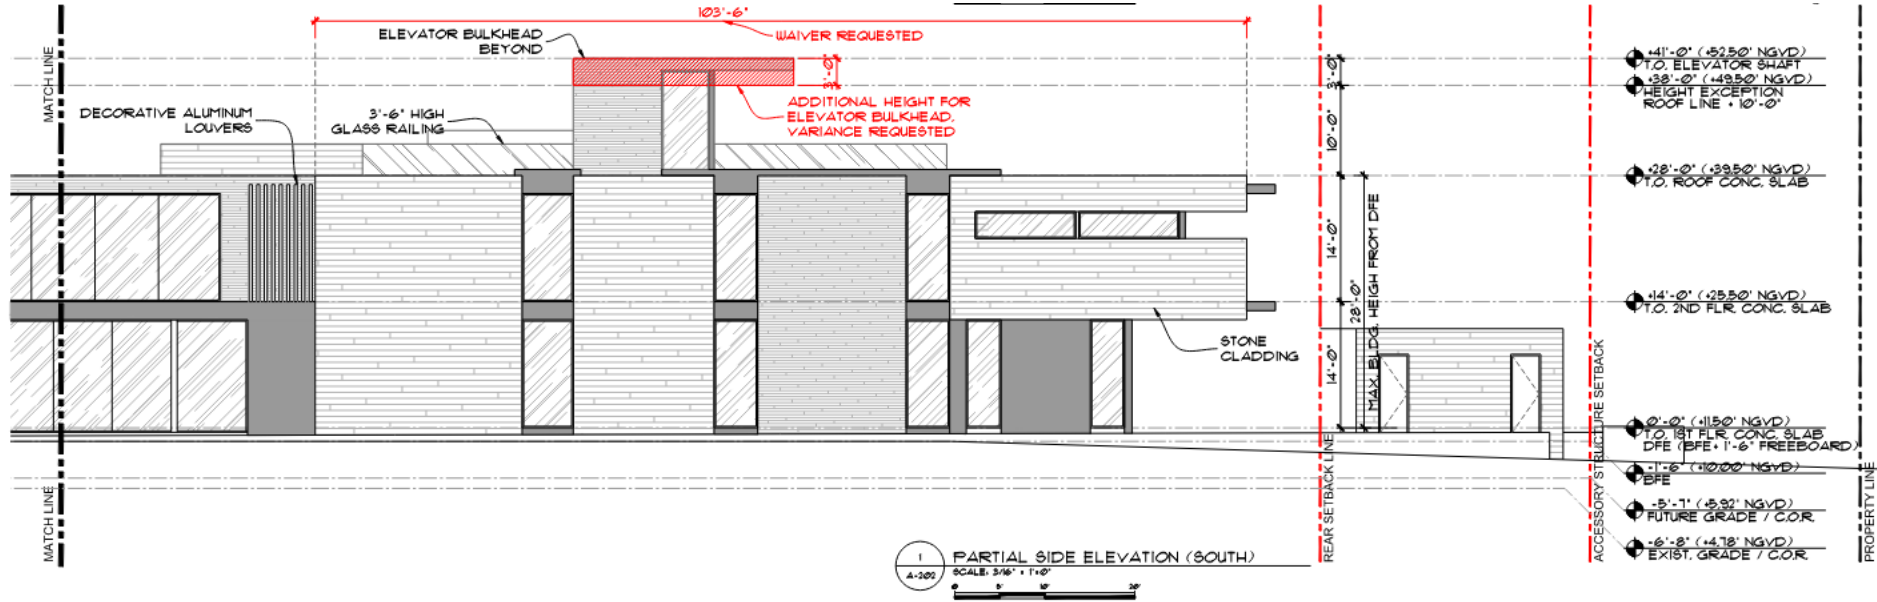 103'-6"
WAIVER REQUESTED
ELEVATOR BULKHEAD
BEYOND
MATCH LINE
DECORATIVE ALUMINUM
LOUVERS
3'-6" HIGH
GLASS RAILING
3'-0"
ADDITIONAL HEIGHT FOR
ELEVATOR BULKHEAD,
VARIANCE REQUESTED
3'-0"
10'-0"
14'-0"
14'-0"
28'-0"
MAX. BLDG. HEIGH FROM DFE
STONE
CLADDING
+41'-0" (+52.50' NGVD)
T.O. ELEVATOR SHAFT
+38'-0" (+49.50' NGVD)
HEIGHT EXCEPTION
ROOF LINE + 10'-0"
+28'-0" (+39.50' NGVD)
T.O. ROOF CONC. SLAB
+14'-0" (+25.50' NGVD)
T.O. 2ND FLR. CONC. SLAB
0'-0" (+11.50' NGVD)
T.O. 1ST FLR. CONC. SLAB
DFE (BFE+ 1'-6" FREEBOARD)
-1'-6" (+10.00' NGVD)
BFE
-5'-7" (+5.92' NGVD)
FUTURE GRADE / C.O.R.
-6'-8" (+4.78' NGVD)
EXIST. GRADE / C.O.R.
MATCH LINE
REAR SETBACK LINE
ACCESSORY STRUCTURE SETBACK
PROPERTY LINE
1
A-202
PARTIAL SIDE ELEVATION (SOUTH)
SCALE: 3/16" = 1'-0"
0 5' 10' 20'